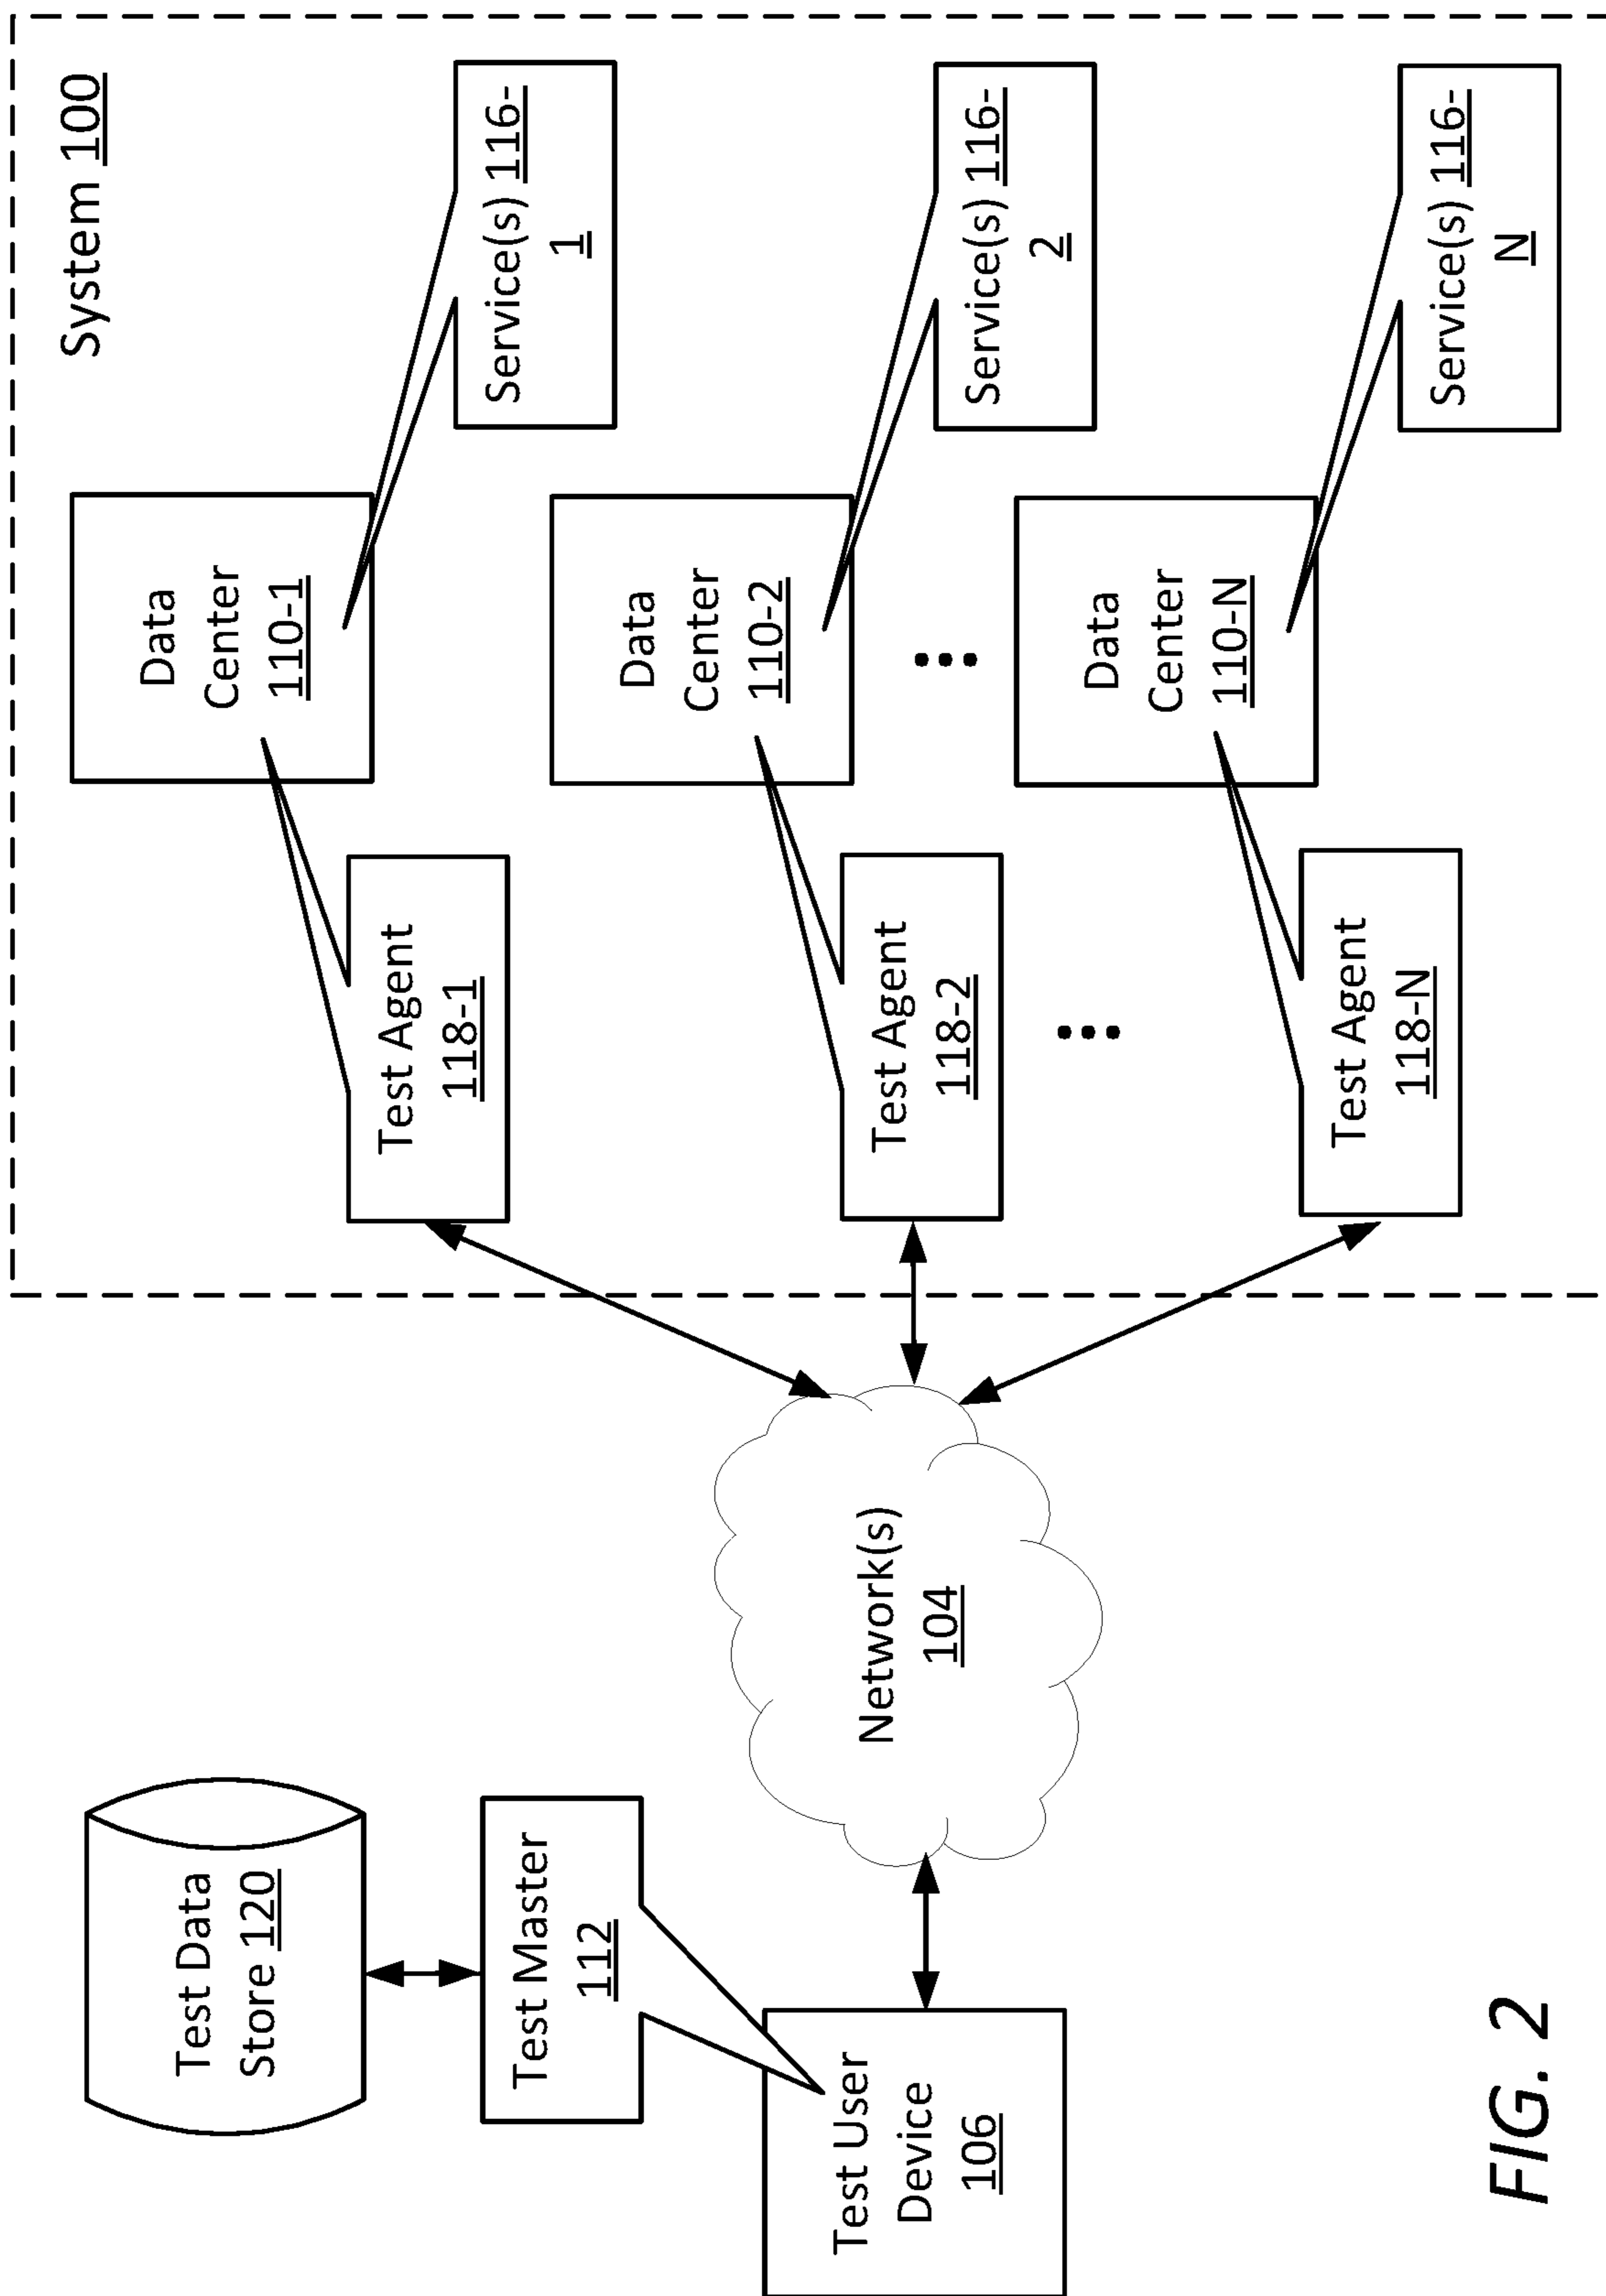 System 100
Data
Center
110-1
Service(s) 116-
1
Test Agent
118-1
Data
Center
110-2
Service(s) 116-
2
Test Agent
118-2
Data
Center
110-N
Service(s) 116-
N
Test Agent
118-N
Network(s)
104
Test Data
Store 120
Test Master
112
Test User
Device
106
FIG. 2